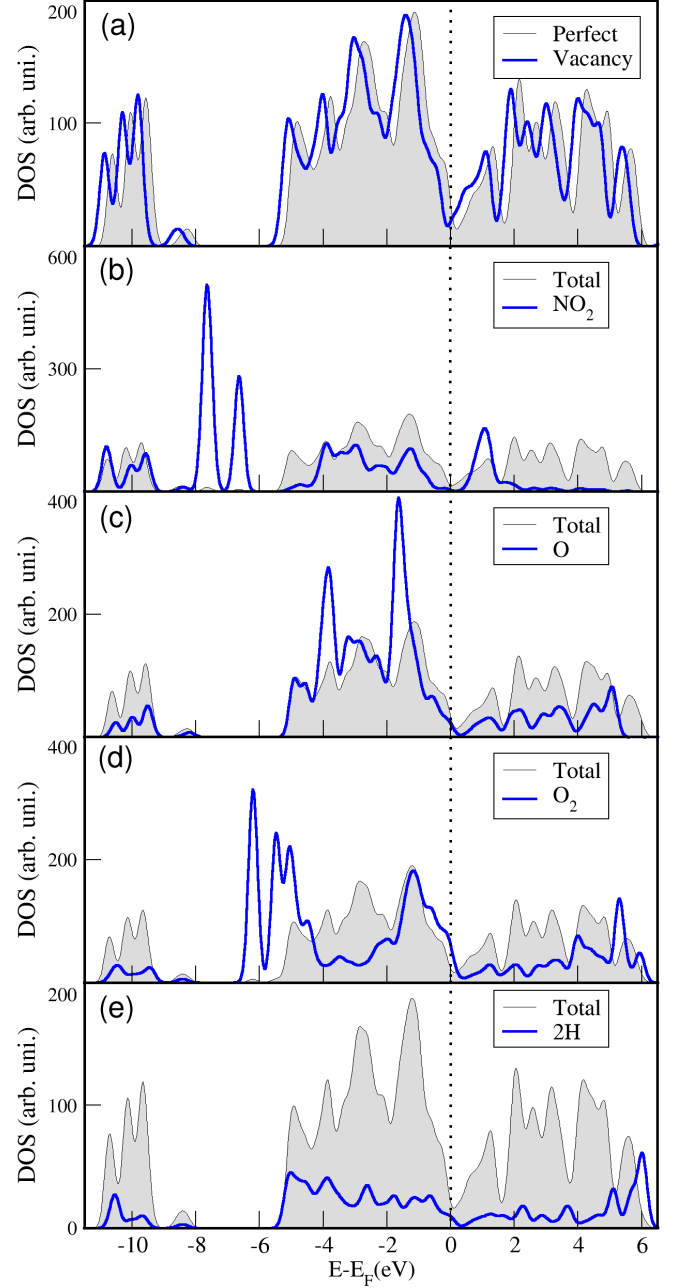 200
(a)
Perfect
Vacancy
DOS (arb. uni.)
100
600
(b)
Total
NO2
DOS (arb. uni.)
300
400
(c)
Total
O
DOS (arb. uni.)
200
400
(d)
Total
O2
DOS (arb. uni.)
200
200
(e)
Total
2H
DOS (arb. uni.)
100
0
-10 -8 -6 -4 -2 0 2 4 6
E-EF(eV)